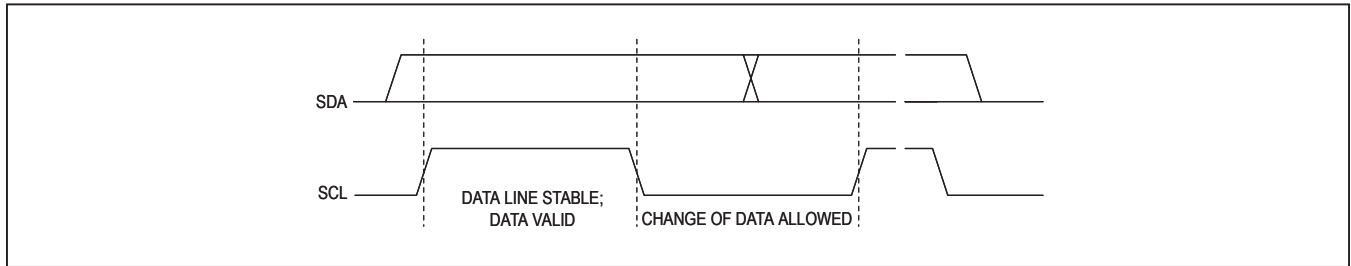 SDA
SCL
DATA LINE STABLE;
DATA VALID
CHANGE OF DATA ALLOWED